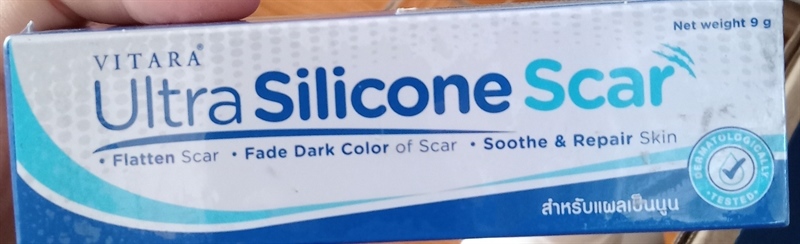 Net weight 9 g
VITARA®
Ultra Silicone Scar
• Flatten Scar • Fade Dark Color of Scar • Soothe & Repair Skin
DERMATOLOGICALLY
• TESTED •
สำหรับแผลเป็นนูน